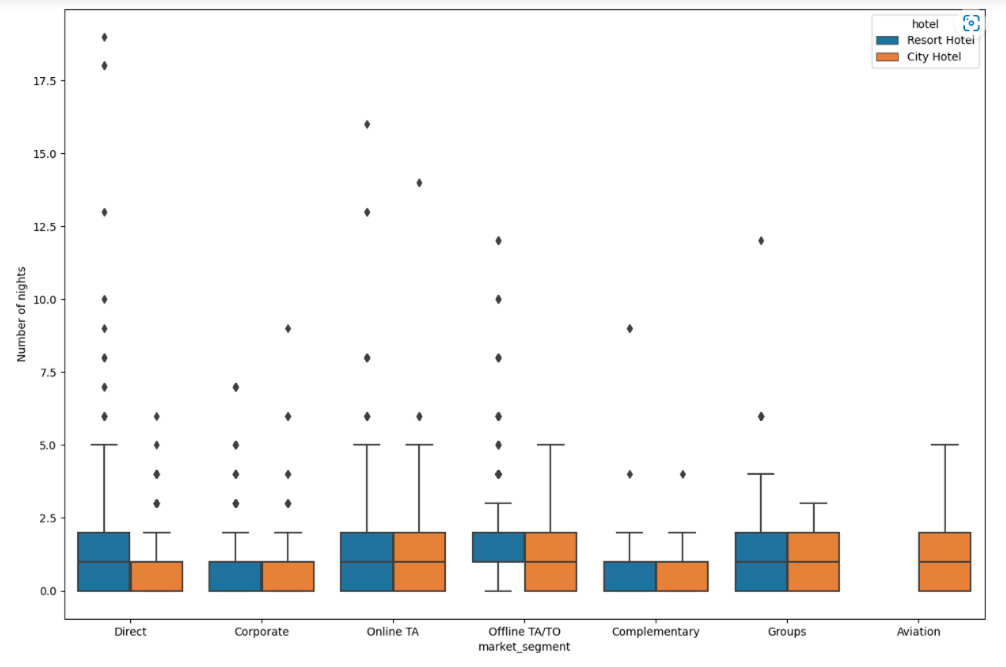 hotel
Resort Hotel
City Hotel
17.5
15.0
12.5
10.0
7.5
5.0
2.5
0.0
Number of nights
Direct Corporate Online TA Offline TA/TO Complementary Groups Aviation
market_segment